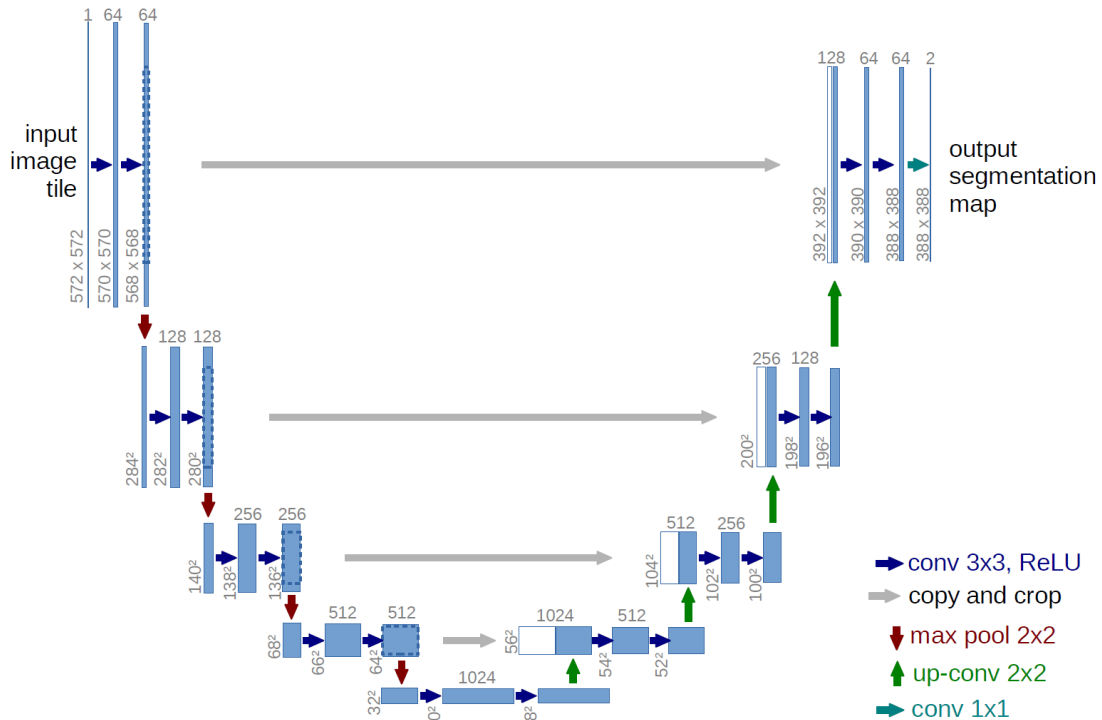 1 64 64
128 64 64 2
input
image
tile
output
segmentation
map
572 x 572
570 x 570
568 x 568
392 x 392
390 x 390
388 x 388
388 x 388
128 128
256 128
284²
282²
280²
200²
198²
196²
256 256
512 256
140²
138²
136²
104²
102²
100²
512 512
1024 512
68²
66²
64²
56²
54²
52²
1024
32²
0²
8²
conv 3x3, ReLU
copy and crop
max pool 2x2
up-conv 2x2
conv 1x1